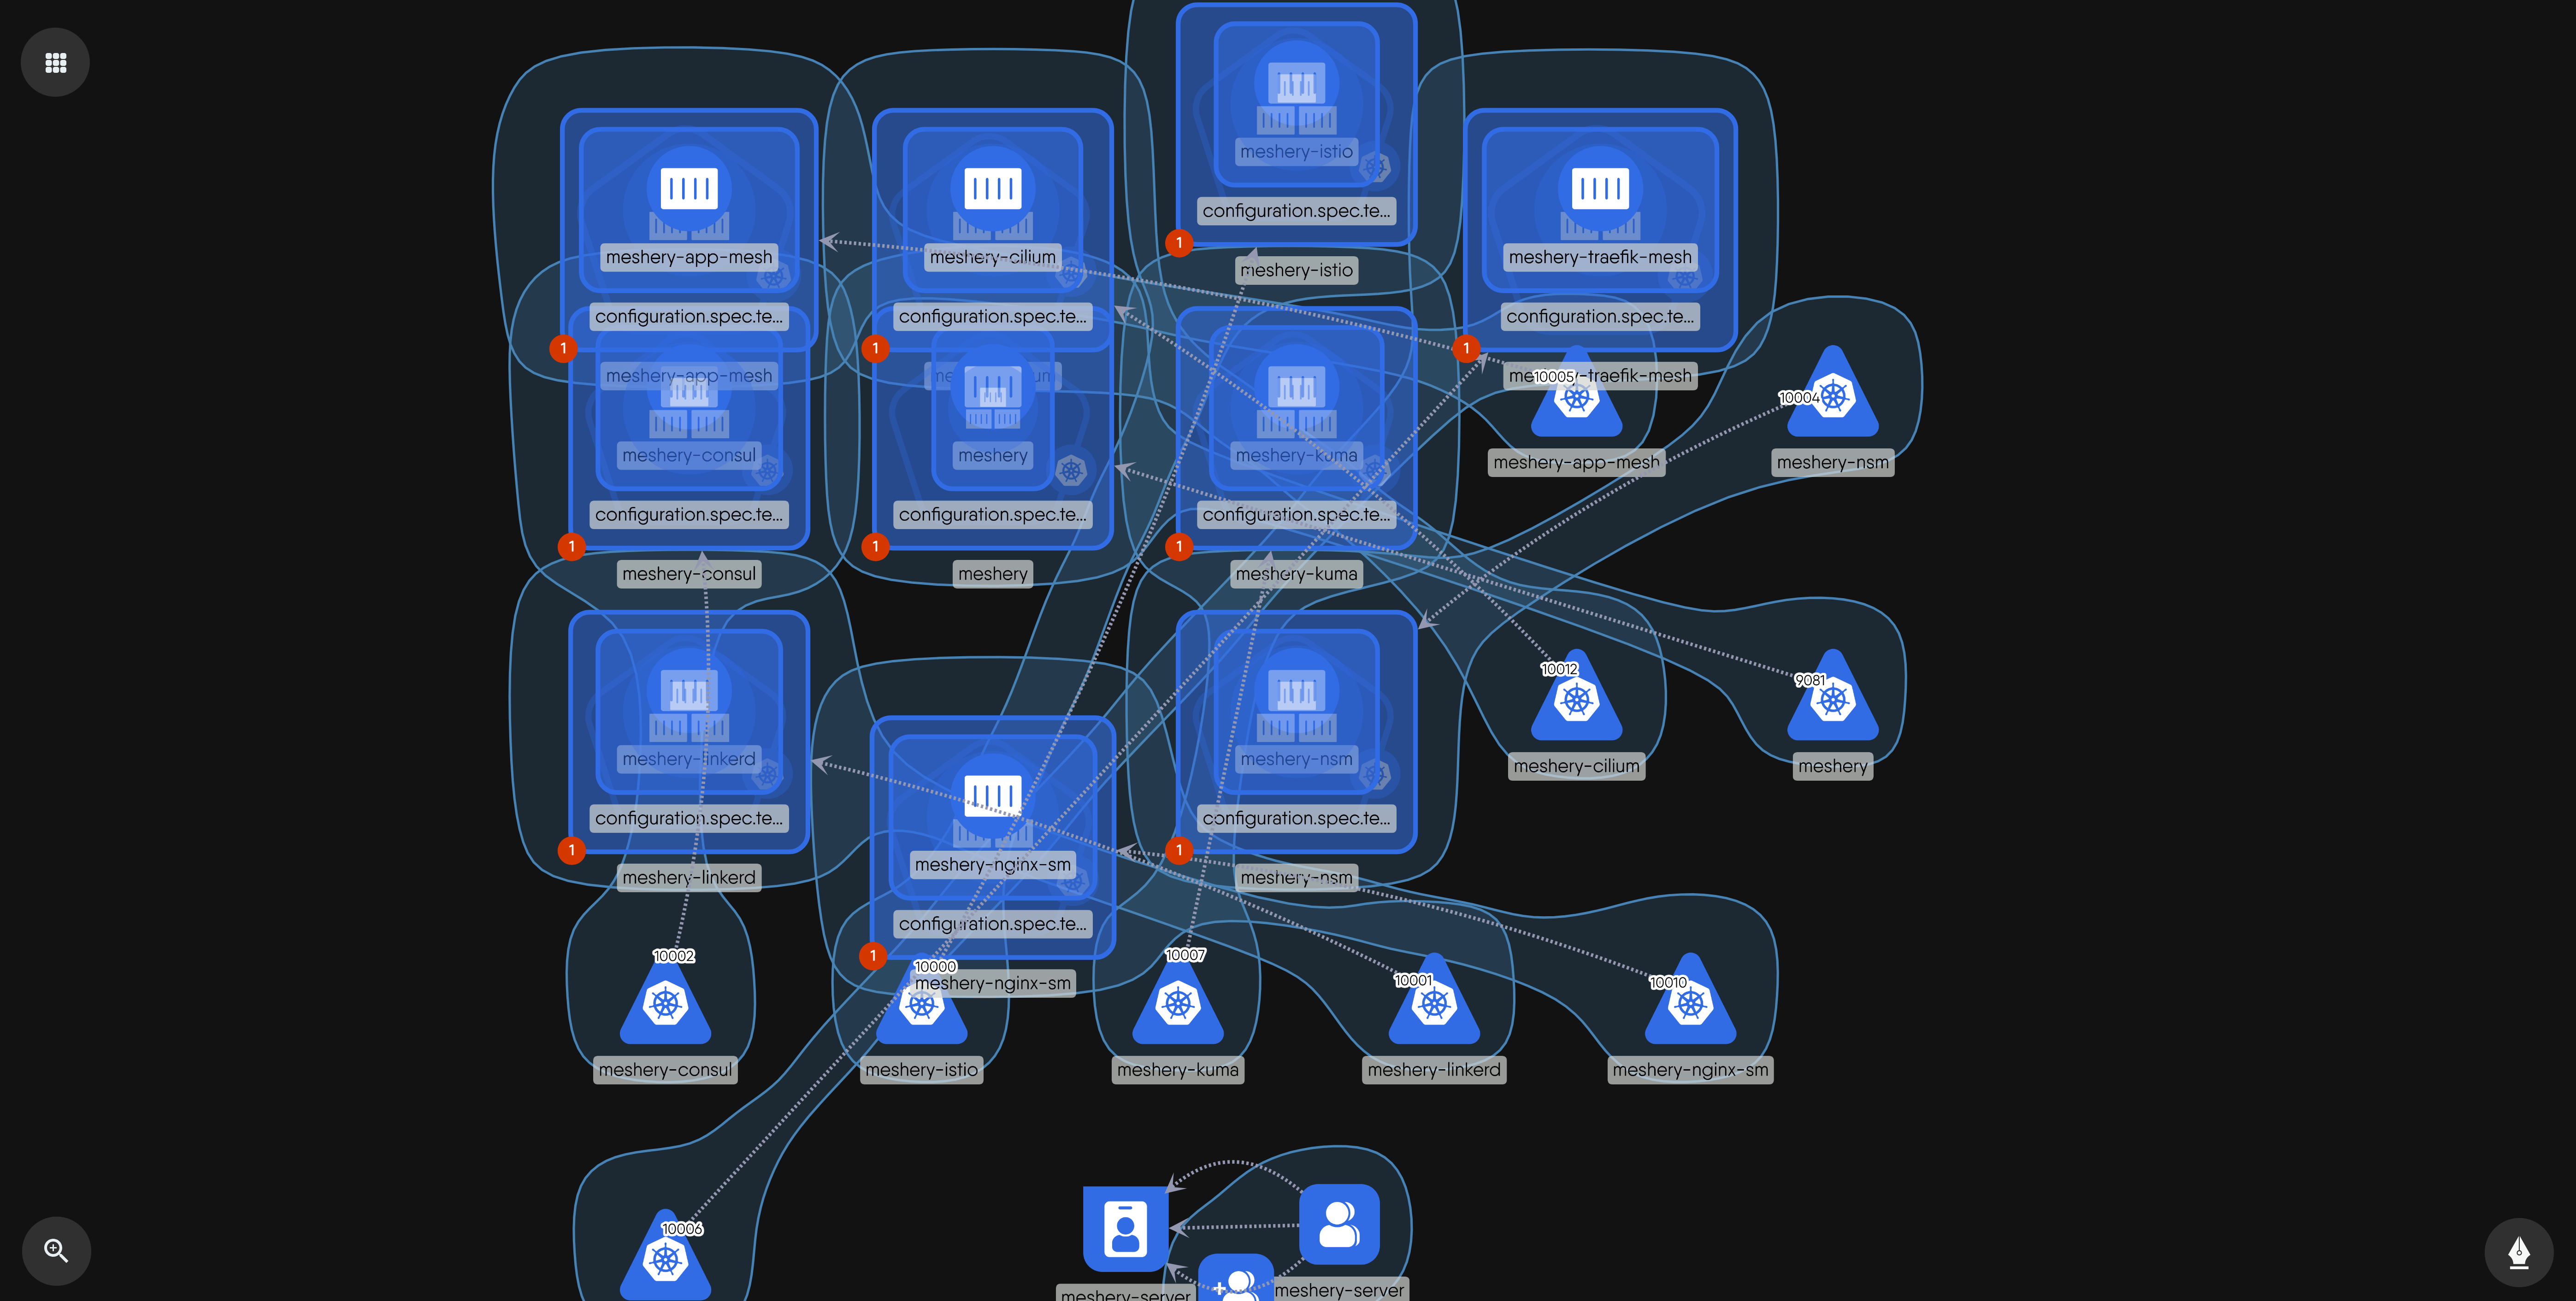 meshery-istio
configuration.spec.te...
1
meshery-istio
meshery-app-mesh
configuration.spec.te...
1
meshery-app-mesh
meshery-cilium
configuration.spec.te...
1
meshery-traefik-mesh
configuration.spec.te...
1
-traefik-mesh
10005
meshery-app-mesh
10004
meshery-nsm
meshery-consul
configuration.spec.te...
1
meshery-consul
meshery
configuration.spec.te...
1
meshery
meshery-kuma
configuration.spec.te...
1
meshery-kuma
10012
meshery-cilium
9081
meshery
meshery-linkerd
configuration.spec.te...
1
meshery-linkerd
meshery-nginx-sm
configuration.spec.te...
1
meshery-nginx-sm
meshery-nsm
configuration.spec.te...
1
meshery-nsm
10002
meshery-consul
10000
meshery-istio
10007
meshery-kuma
10001
meshery-linkerd
10010
meshery-nginx-sm
10006
meshery-server
meshery-server